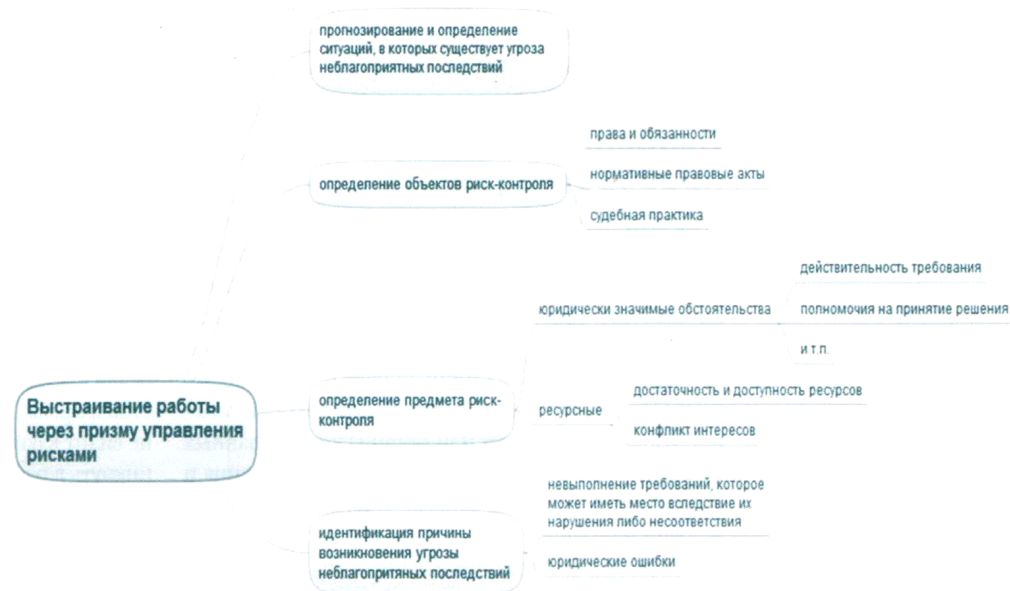 прогнозирование и определение
ситуаций, в которых существует угроза
неблагоприятных последствий
права и обязанности
определение объектов риск-контроля
нормативные правовые акты
судебная практика
действительность требования
юридически значимые обстоятельства
полномочия на принятие решения
и т.п.
Выстраивание работы
через призму управления
рисками
определение предмета риск-
контроля
достаточность и доступность ресурсов
ресурсные
конфликт интересов
невыполнение требований, которое
может иметь место вследствие их
нарушения либо несоответствия
идентификация причины
возникновения угрозы
неблагопритяных последствий
юридические ошибки